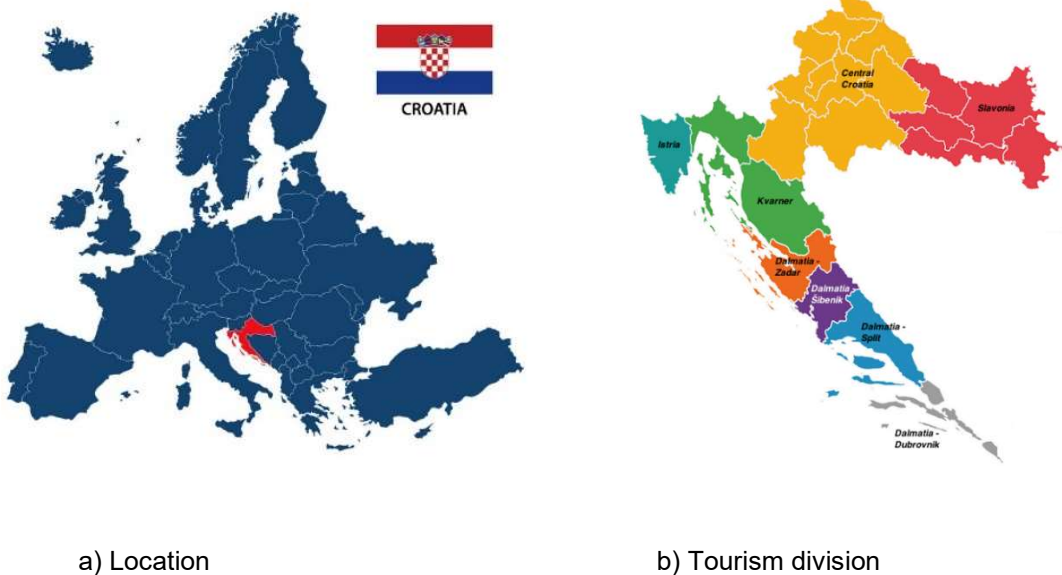 CROATIA
Central
Croatia
Slavonia
Istria
Kvarner
Dalmatia -
Zadar
Dalmatia -
Šibenik
Dalmatia -
Split
Dalmatia -
Dubrovnik
a) Location
b) Tourism division